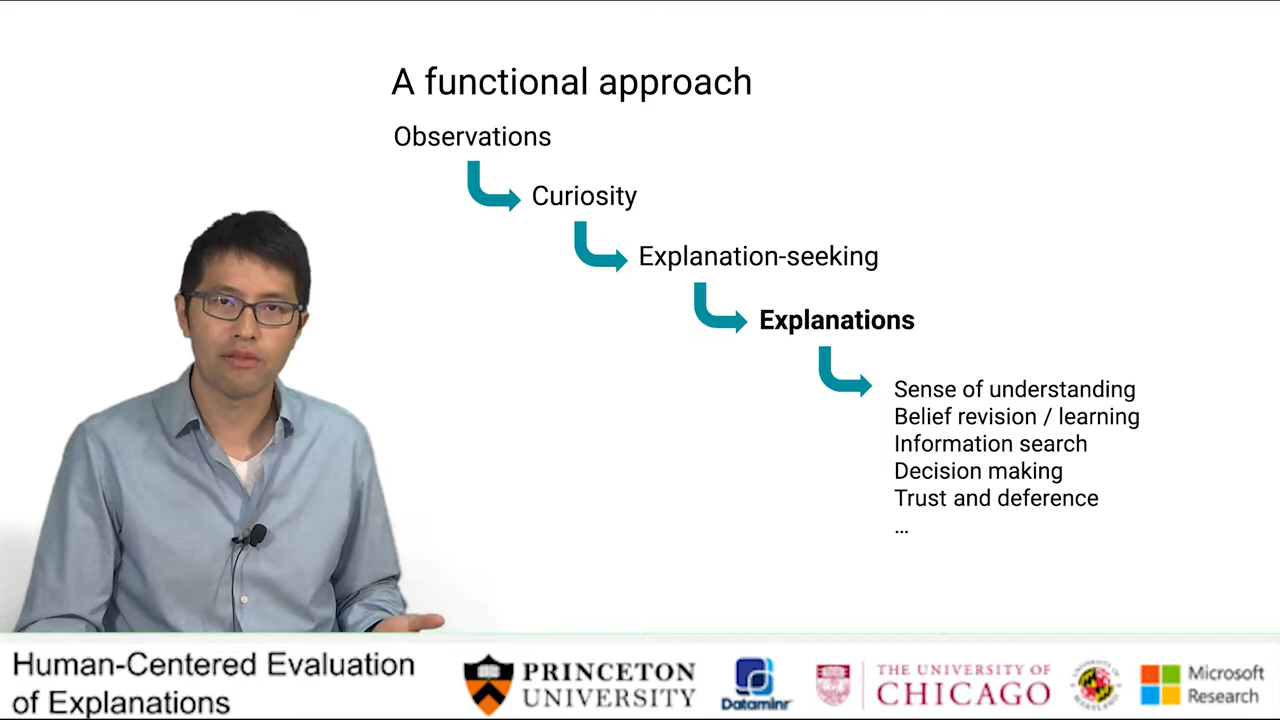 A functional approach
Observations
Curiosity
Explanation-seeking
Explanations
Sense of understanding
Belief revision / learning
Information search
Decision making
Trust and deference
...
Human-Centered Evaluation
of Explanations
PRINCETON
UNIVERSITY
Dataminr
THE UNIVERSITY OF
CHICAGO
Microsoft
Research